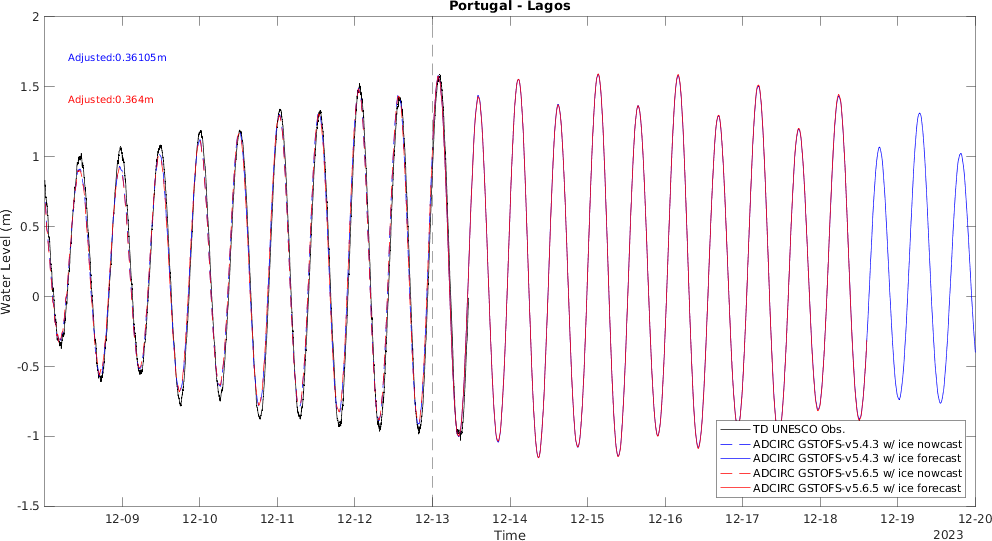 Portugal - Lagos
2
1.5
1
0.5
0
-0.5
-1
-1.5
Water Level (m)
Adjusted:0.36105m
Adjusted:0.364m
TD UNESCO Obs.
ADCIRC GSTOFS-v5.4.3 w/ ice nowcast
ADCIRC GSTOFS-v5.4.3 w/ ice forecast
ADCIRC GSTOFS-v5.6.5 w/ ice nowcast
ADCIRC GSTOFS-v5.6.5 w/ ice forecast
12-09 12-10 12-11 12-12 12-13 12-14 12-15 12-16 12-17 12-18 12-19 12-20
Time
2023